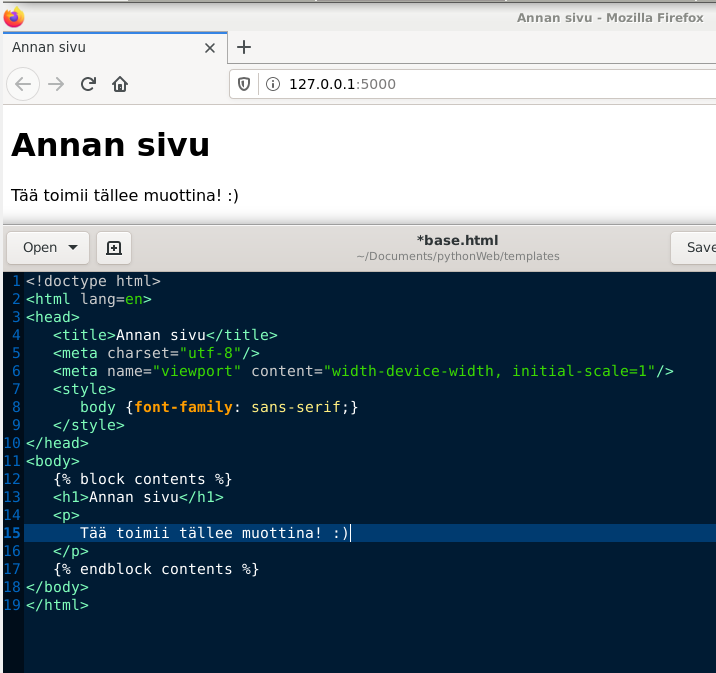 Annan sivu - Mozilla Firefox
Annan sivu
127.0.0.1:5000
Annan sivu
Tää toimii tällee muottina! :)
Open
*base.html
~/Documents/pythonWeb/templates
Save
1 <!doctype html>
2 <html lang=en>
3 <head>
4    <title>Annan sivu</title>
5    <meta charset="utf-8"/>
6    <meta name="viewport" content="width-device-width, initial-scale=1"/>
7    <style>
8       body {font-family: sans-serif;}
9    </style>
10 </head>
11 <body>
12    {% block contents %}
13    <h1>Annan sivu</h1>
14    <p>
15       Tää toimii tällee muottina! :)
16    </p>
17    {% endblock contents %}
18 </body>
19 </html>